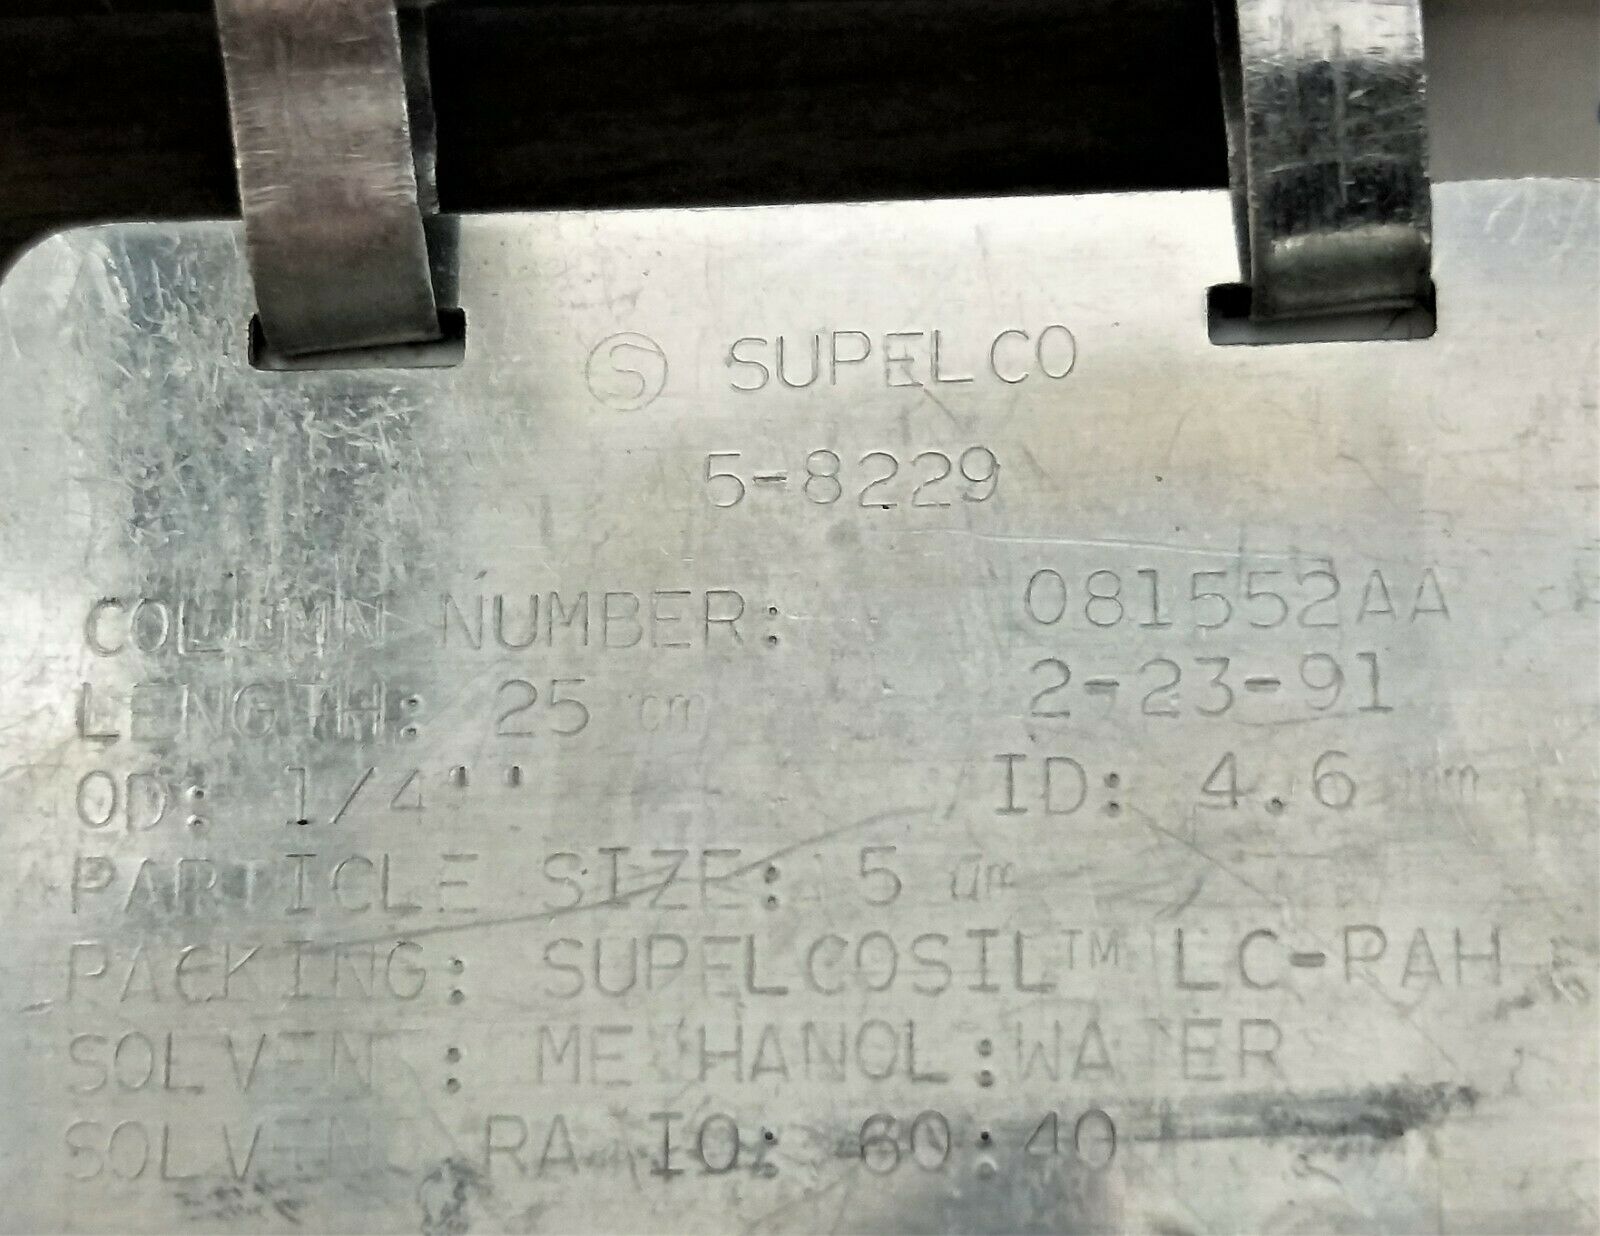 Ⓢ SUPELCO
5-8229
COLUMN NUMBER: 081552AA
LENGTH: 25 cm 2-23-91
OD: 1/4'' ID: 4.6 mm
PARTICLE SIZE: 5 um
PACKING: SUPELCOSIL™ LC-PAH
SOLVENT: METHANOL:WATER
SOLVENT RATIO: 60:40